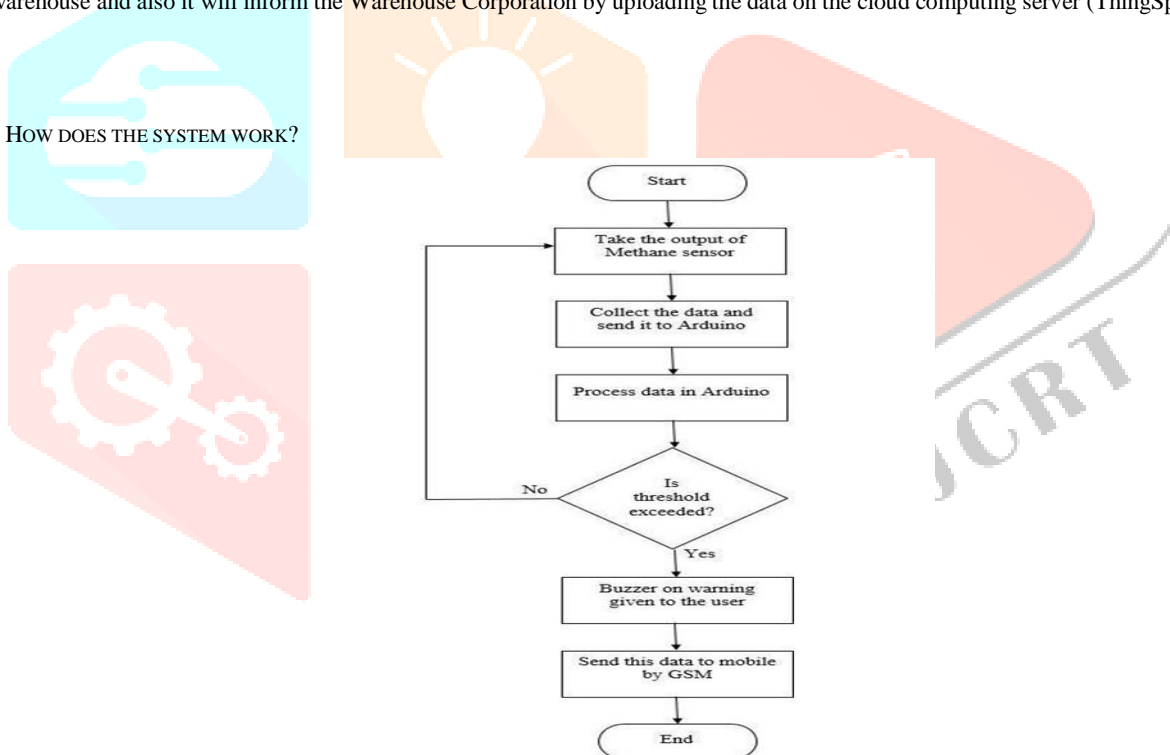 and also it will inform the Warehouse Corporation by uploading the data on the cloud computing server
HOW DOES THE SYSTEM WORK?
Start
Take the output of
Methane sensor
Collect the data and
send it to Arduino
Process data in Arduino
Is
threshold
exceeded?
No
Yes
Buzzer on warning
given to the user
Send this data to mobile
by GSM
End